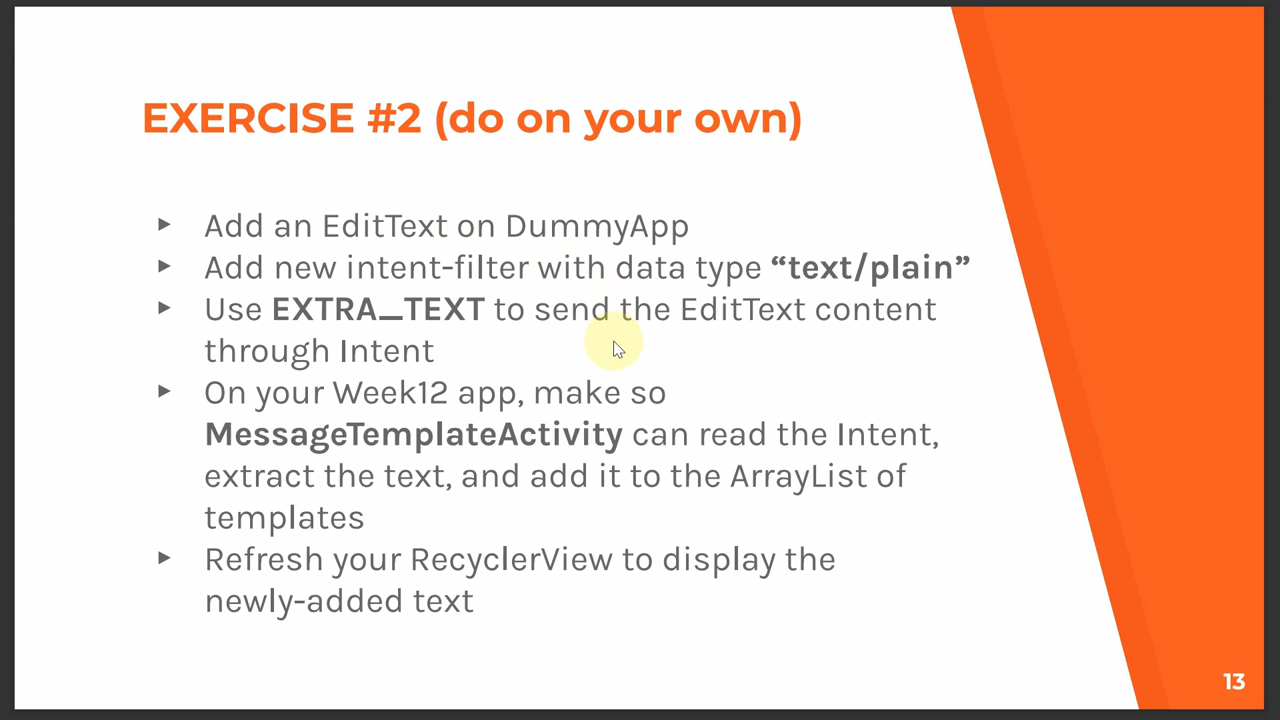 EXERCISE #2 (do on your own)
▸ Add an EditText on DummyApp
▸ Add new intent-filter with data type “text/plain”
▸ Use EXTRA_TEXT to send the EditText content
through Intent
▸ On your Week12 app, make so
MessageTemplateActivity can read the Intent,
extract the text, and add it to the ArrayList of
templates
▸ Refresh your RecyclerView to display the
newly-added text
13